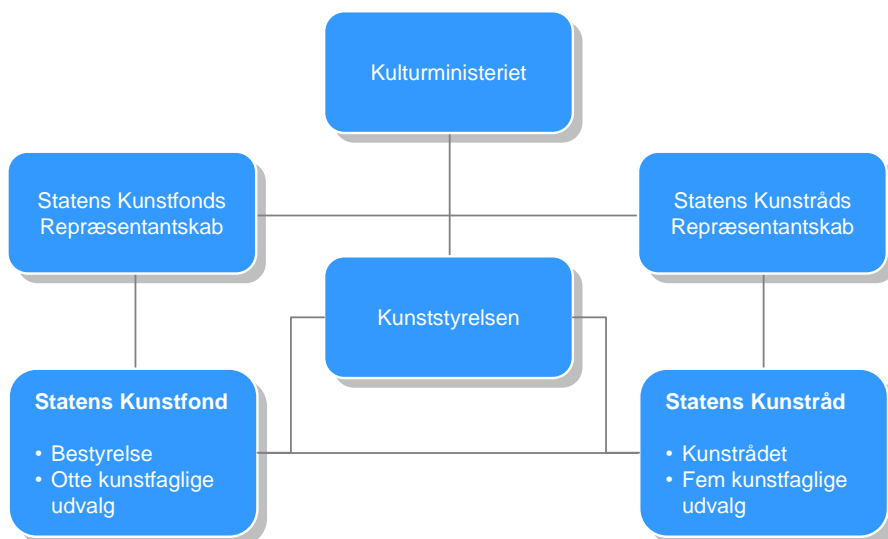 Kulturministeriet
Statens Kunstfonds
Repræsentantskab
Statens Kunstråds
Repræsentantskab
Kunststyrelsen
Statens Kunstfond
• Bestyrelse
• Otte kunstfaglige
udvalg
Statens Kunstråd
• Kunstrådet
• Fem kunstfaglige
udvalg